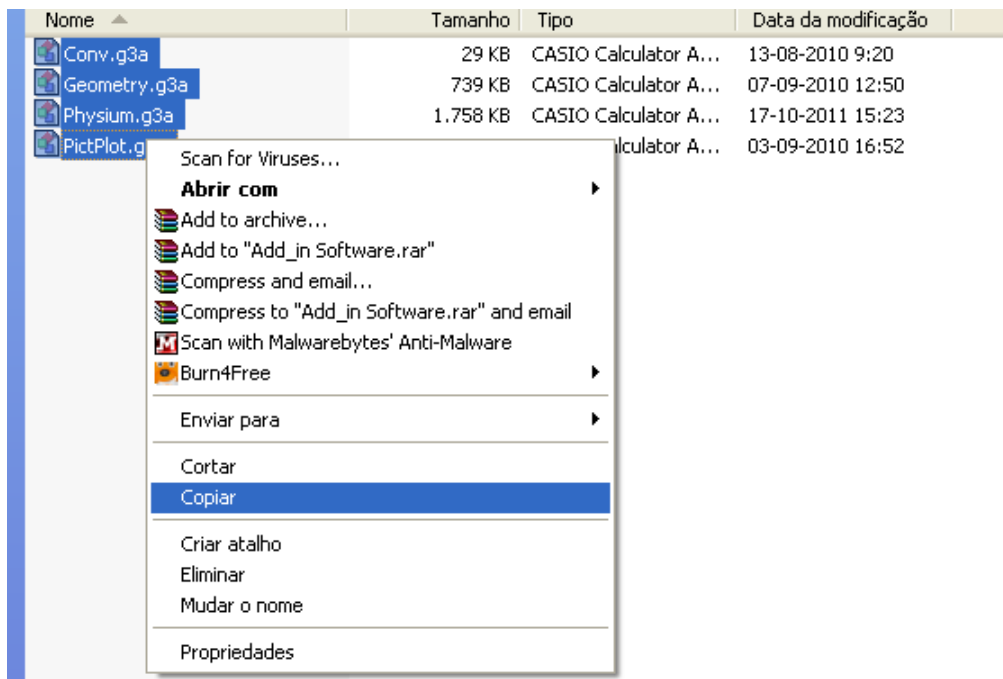 Nome Tamanho Tipo Data da modificação
Conv.g3a 29 KB CASIO Calculator A... 13-08-2010 9:20
Geometry.g3a 739 KB CASIO Calculator A... 07-09-2010 12:50
Physium.g3a 1.758 KB CASIO Calculator A... 17-10-2011 15:23
PictPlot.g lculator A... 03-09-2010 16:52
Scan for Viruses...
Abrir com
Add to archive...
Add to "Add_in Software.rar"
Compress and email...
Compress to "Add_in Software.rar" and email
Scan with Malwarebytes' Anti-Malware
Burn4Free
Enviar para
Cortar
Copiar
Criar atalho
Eliminar
Mudar o nome
Propriedades